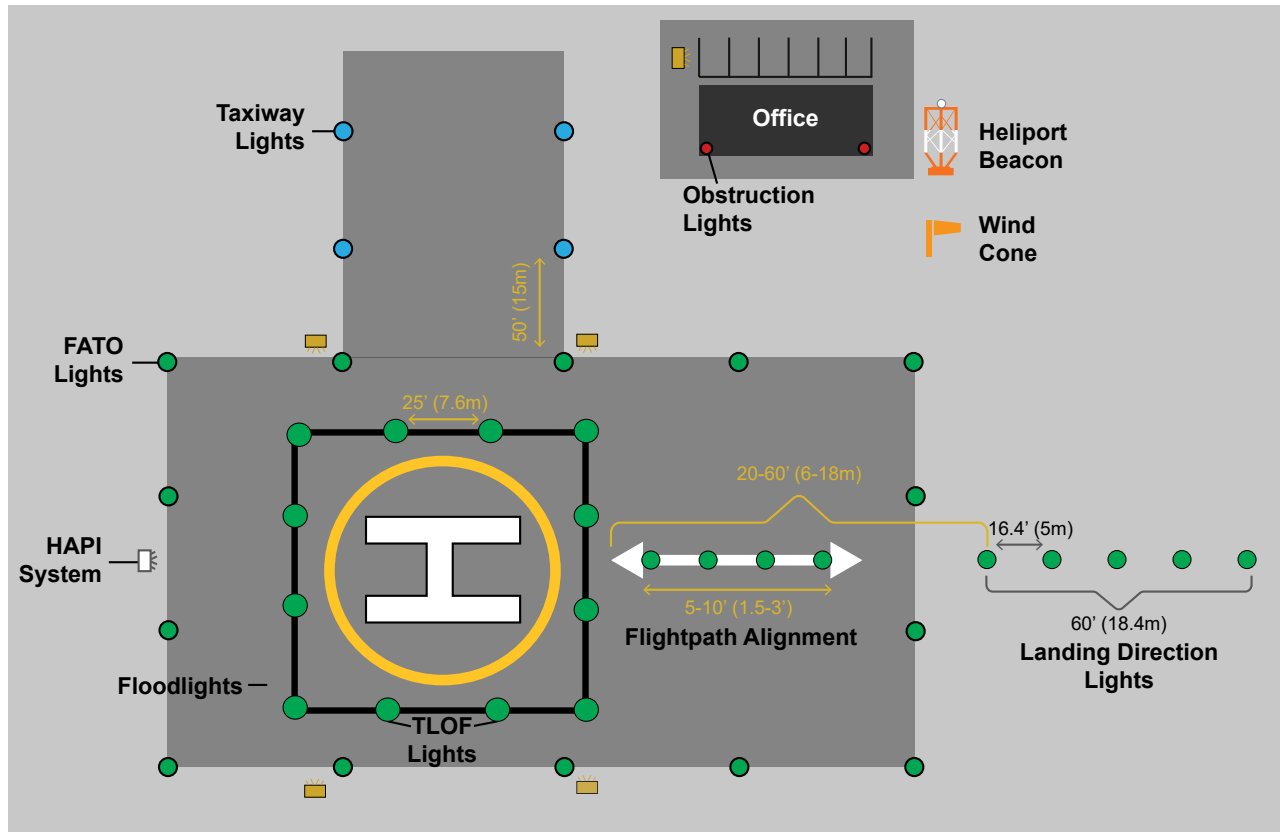 Taxiway
Lights
Office
Heliport
Beacon
Obstruction
Lights
Wind
Cone
50’ (15m)
FATO
Lights
25’ (7.6m)
20-60’ (6-18m)
16.4’ (5m)
HAPI
System
5-10’ (1.5-3’)
Flightpath Alignment
60’ (18.4m)
Landing Direction
Lights
Floodlights
TLOF
Lights
H